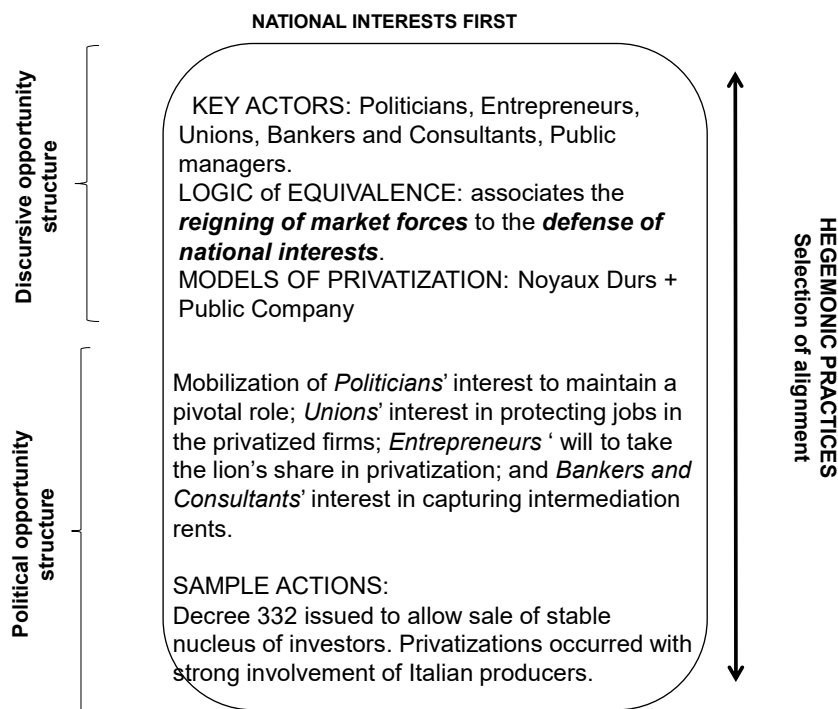 NATIONAL INTERESTS FIRST
Discursive opportunity
structure
KEY ACTORS: Politicians, Entrepreneurs,
Unions, Bankers and Consultants, Public
managers.
LOGIC of EQUIVALENCE: associates the
reigning of market forces to the defense of
national interests.
MODELS OF PRIVATIZATION: Noyaux Durs +
Public Company
Political opportunity
structure
Mobilization of Politicians’ interest to maintain a
pivotal role; Unions’ interest in protecting jobs in
the privatized firms; Entrepreneurs ‘ will to take
the lion’s share in privatization; and Bankers and
Consultants’ interest in capturing intermediation
rents.
SAMPLE ACTIONS:
Decree 332 issued to allow sale of stable
nucleus of investors. Privatizations occurred with
strong involvement of Italian producers.
HEGEMONIC PRACTICES
Selection of alignment